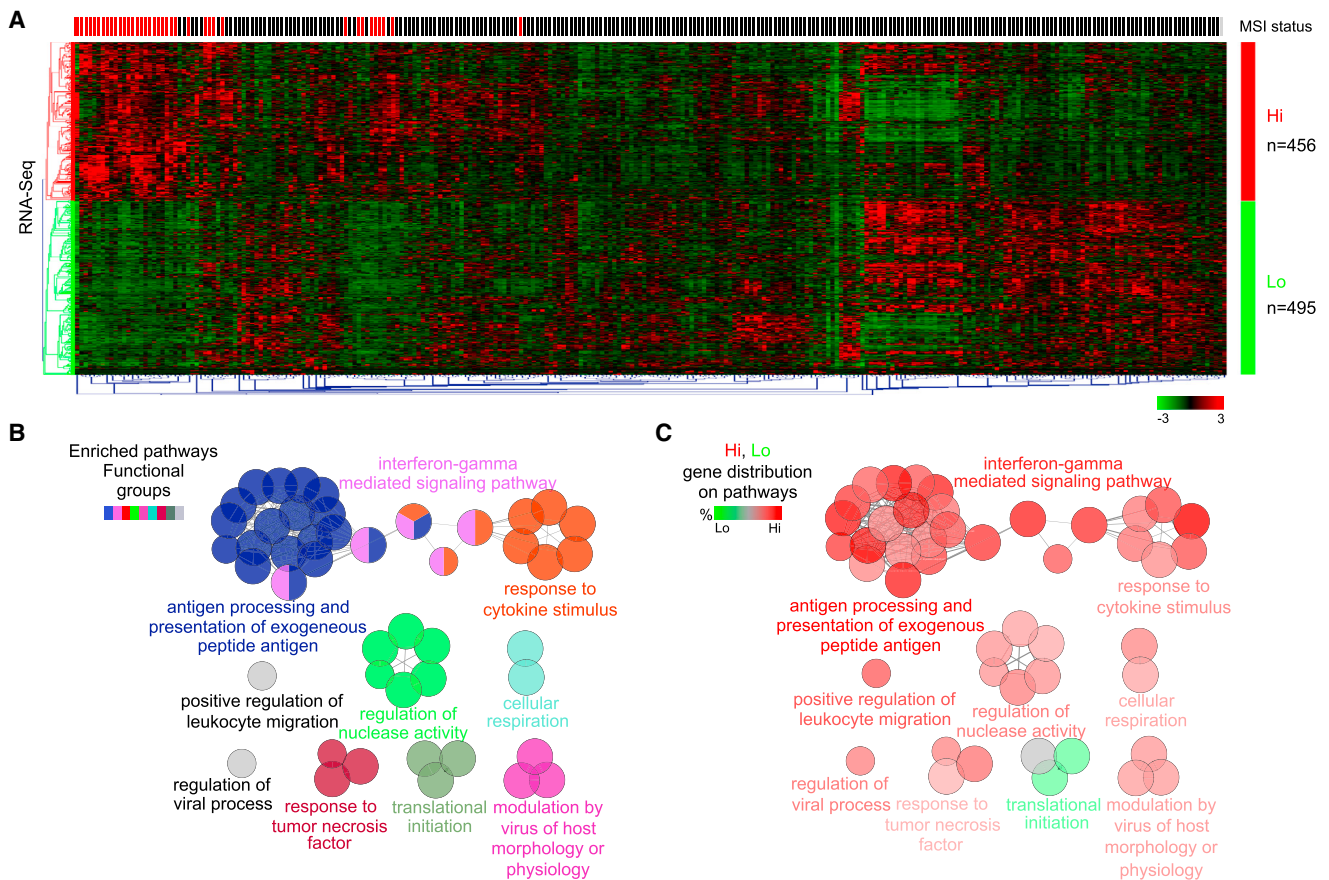 A
MSI status
RNA-Seq
Hi
n=456
Lo
n=495
-3 3
B
Enriched pathways
Functional
groups
interferon-gamma
mediated signaling pathway
response to
cytokine stimulus
antigen processing and
presentation of exogeneous
peptide antigen
positive regulation of
leukocyte migration
regulation of
nuclease activity
cellular
respiration
regulation of
viral process
response to
tumor necrosis
factor
translational
initiation
modulation by
virus of host
morphology or
physiology
C
Hi, Lo
gene distribution
on pathways
%
Lo Hi
interferon-gamma
mediated signaling pathway
response to
cytokine stimulus
antigen processing and
presentation of exogenous
peptide antigen
positive regulation of
leukocyte migration
regulation of
nuclease activity
cellular
respiration
regulation of
viral process
response to
tumor necrosis
factor
translational
initiation
modulation by
virus of host
morphology or
physiology